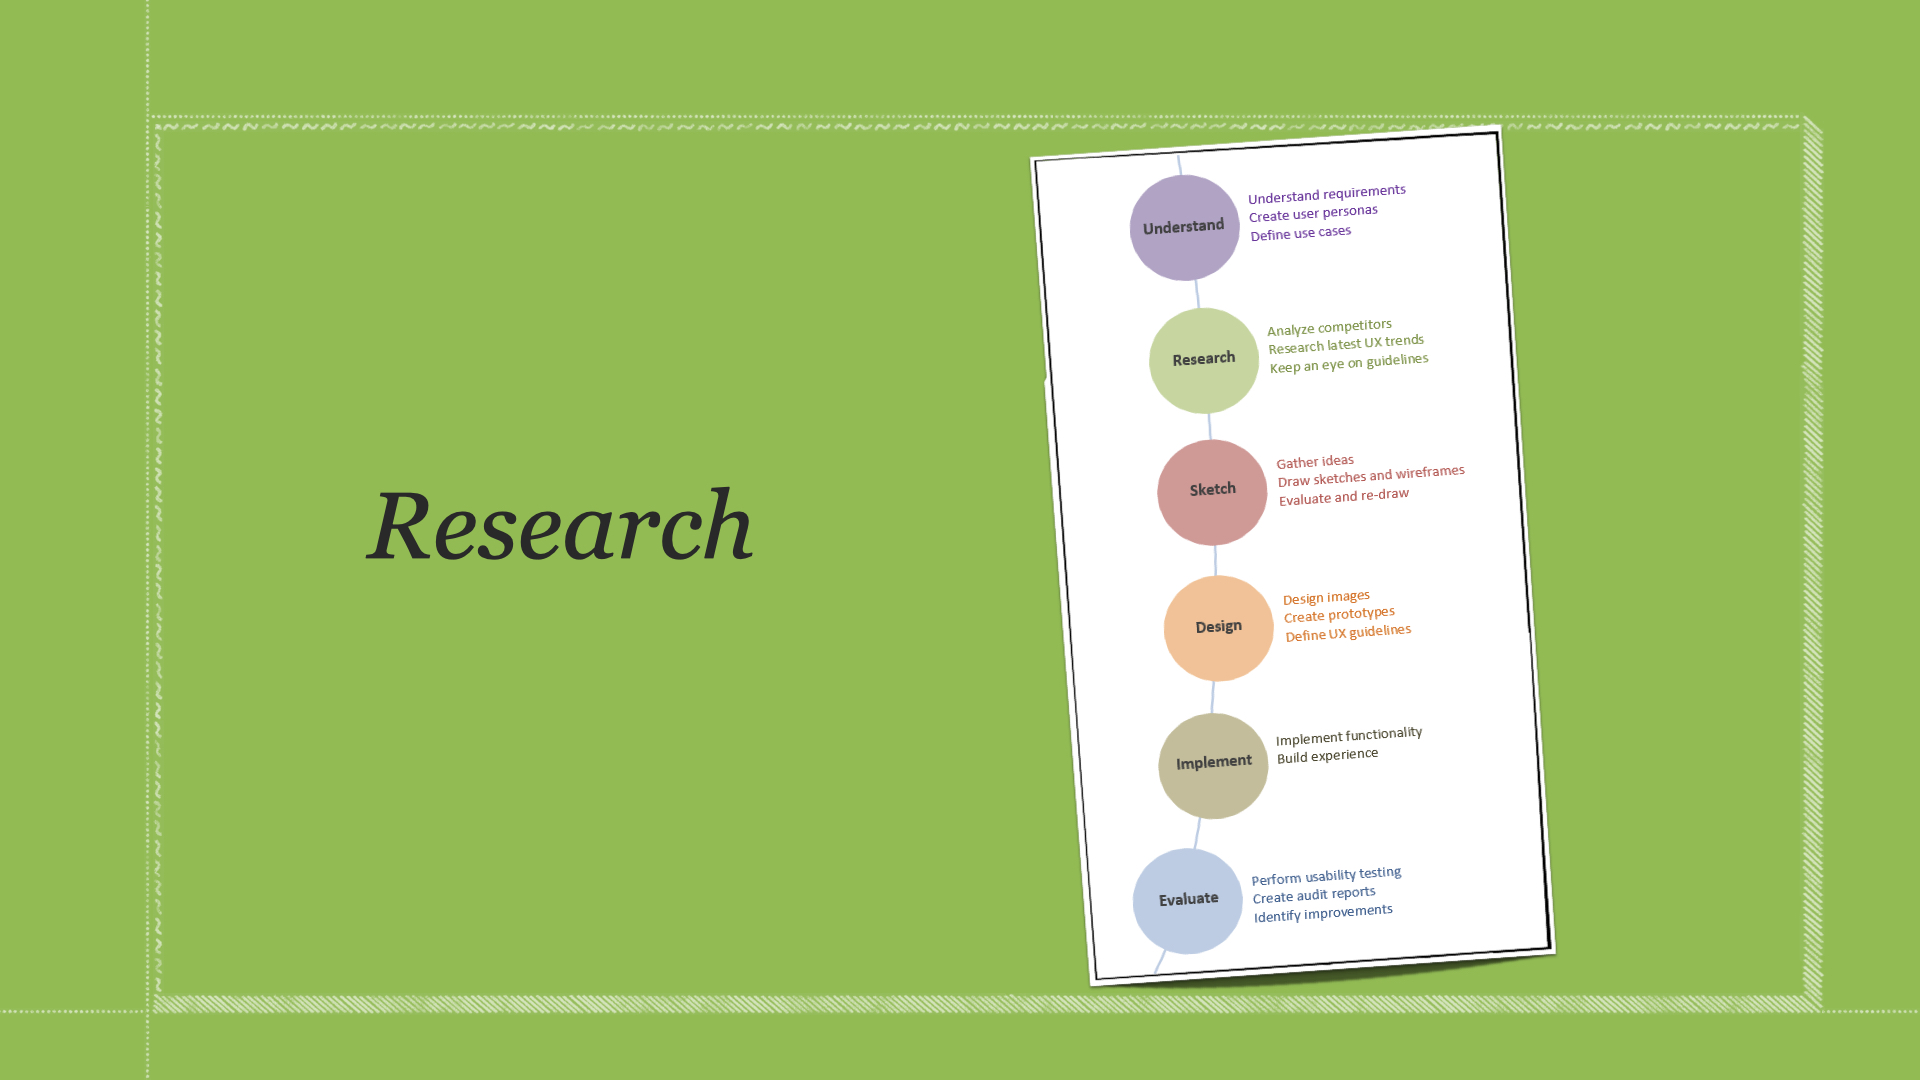 Research
Understand
Understand requirements
Create user personas
Define use cases
Research
Analyze competitors
Research latest UX trends
Keep an eye on guidelines
Sketch
Gather ideas
Draw sketches and wireframes
Evaluate and re-draw
Design
Design images
Create prototypes
Define UX guidelines
Implement
Implement functionality
Build experience
Evaluate
Perform usability testing
Create audit reports
Identify improvements